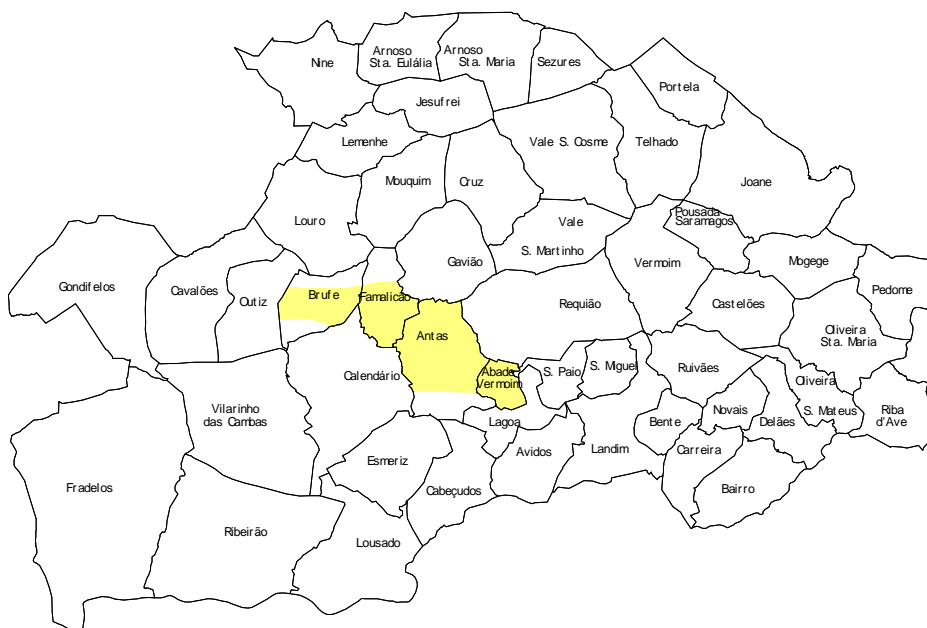 Nine
Arnoso
Sta. Eulália
Arnoso
Sta. Maria
Sezures
Portela
Jesufrei
Lemenhe
Vale S. Cosme
Telhado
Mouquim
Cruz
Joane
Louro
Vale
S. Martinho
Pousada
Saramagos
Gavião
Vermoim
Mogege
Gondifelos
Cavalões
Outiz
Brufe
Famalicão
Requião
Castelões
Pedome
Antas
Oliveira
Sta. Maria
Calendário
Abade
Vermoim
S. Paio
S. Miguel
Ruivães
Oliveira
S. Mateus
Vilarinho
das Cambas
Lagoa
Bente
Novais
Delães
Riba
d'Ave
Esmeriz
Avidos
Landim
Carreira
Fradelos
Cabeçudos
Bairro
Ribeirão
Lousado